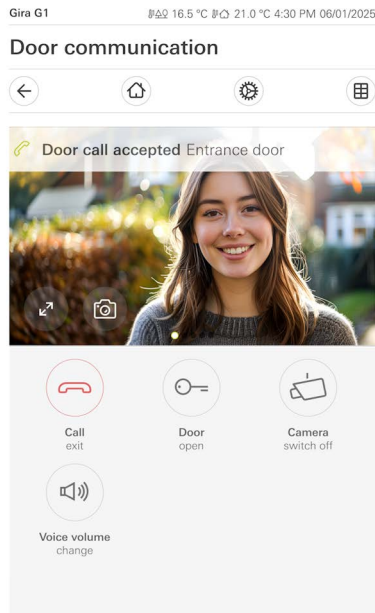 Gira G1 16.5 °C 21.0 °C 4:30 PM 06/01/2025
Door communication
Door call accepted Entrance door
Call
exit
Door
open
Camera
switch off
Voice volume
change